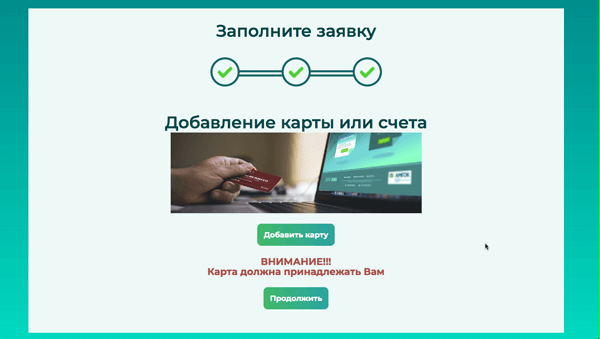 Заполните заявку
Добавление карты или счета
Добавить карту
ВНИМАНИЕ!!!
Карта должна принадлежать Вам
Продолжить